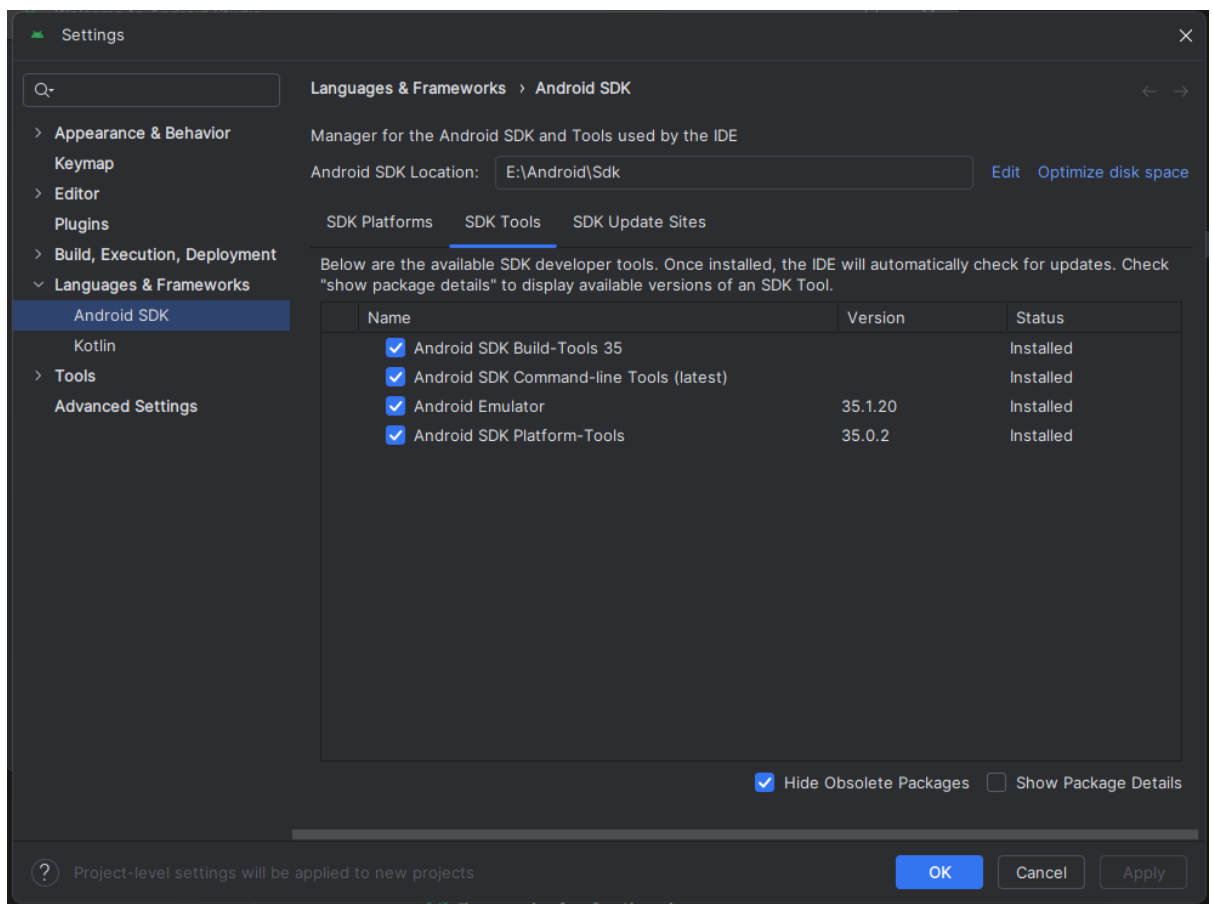 Settings
Languages & Frameworks › Android SDK
Appearance & Behavior
Keymap
Editor
Plugins
Build, Execution, Deployment
Languages & Frameworks
Android SDK
Kotlin
Tools
Advanced Settings
Manager for the Android SDK and Tools used by the IDE
Android SDK Location: E:\Android\Sdk Edit Optimize disk space
SDK Platforms SDK Tools SDK Update Sites
Below are the available SDK developer tools. Once installed, the IDE will automatically check for updates. Check
"show package details" to display available versions of an SDK Tool.
Name Version Status
Android SDK Build-Tools 35 Installed
Android SDK Command-line Tools (latest) Installed
Android Emulator 35.1.20 Installed
Android SDK Platform-Tools 35.0.2 Installed
Hide Obsolete Packages Show Package Details
? Project-level settings will be applied to new projects
OK Cancel Apply